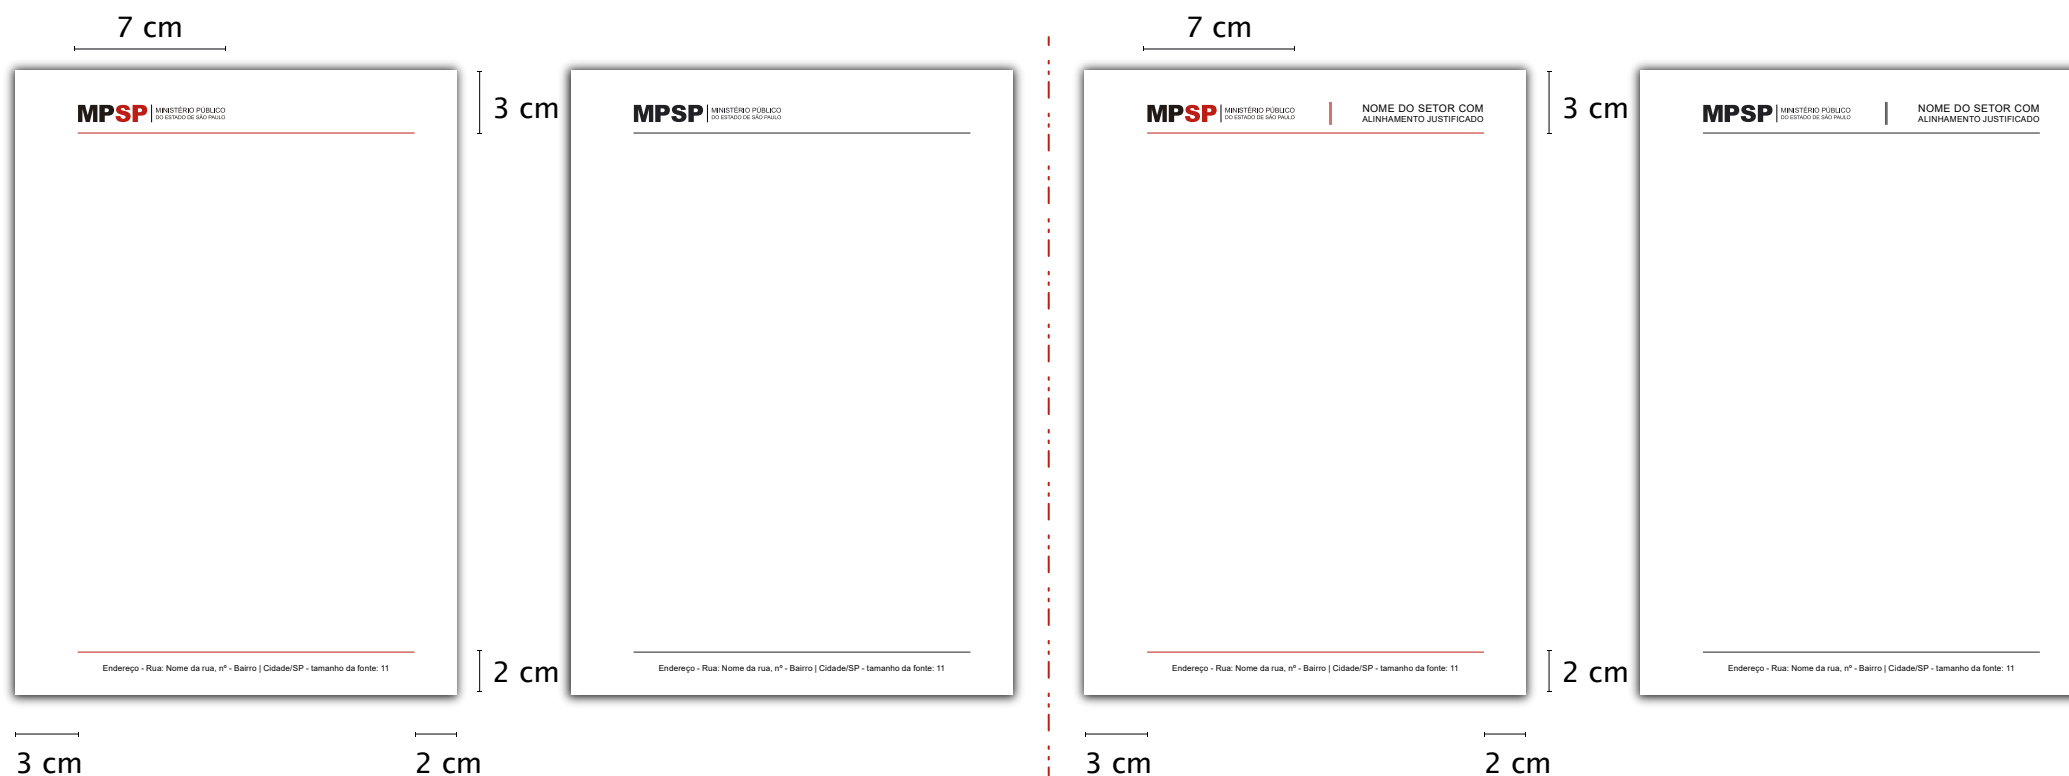 7 cm
MPSP MINISTÉRIO PÚBLICO
DO ESTADO DE SÃO PAULO
3 cm
Endereço - Rua: Nome da rua, nº - Bairro | Cidade/SP - tamanho da fonte: 11
2 cm
3 cm
2 cm
MPSP MINISTÉRIO PÚBLICO
DO ESTADO DE SÃO PAULO
Endereço - Rua: Nome da rua, nº - Bairro | Cidade/SP - tamanho da fonte: 11
7 cm
MPSP MINISTÉRIO PÚBLICO
DO ESTADO DE SÃO PAULO
NOME DO SETOR COM
ALINHAMENTO JUSTIFICADO
3 cm
Endereço - Rua: Nome da rua, nº - Bairro | Cidade/SP - tamanho da fonte: 11
2 cm
3 cm
2 cm
MPSP MINISTÉRIO PÚBLICO
DO ESTADO DE SÃO PAULO
NOME DO SETOR COM
ALINHAMENTO JUSTIFICADO
Endereço - Rua: Nome da rua, nº - Bairro | Cidade/SP - tamanho da fonte: 11